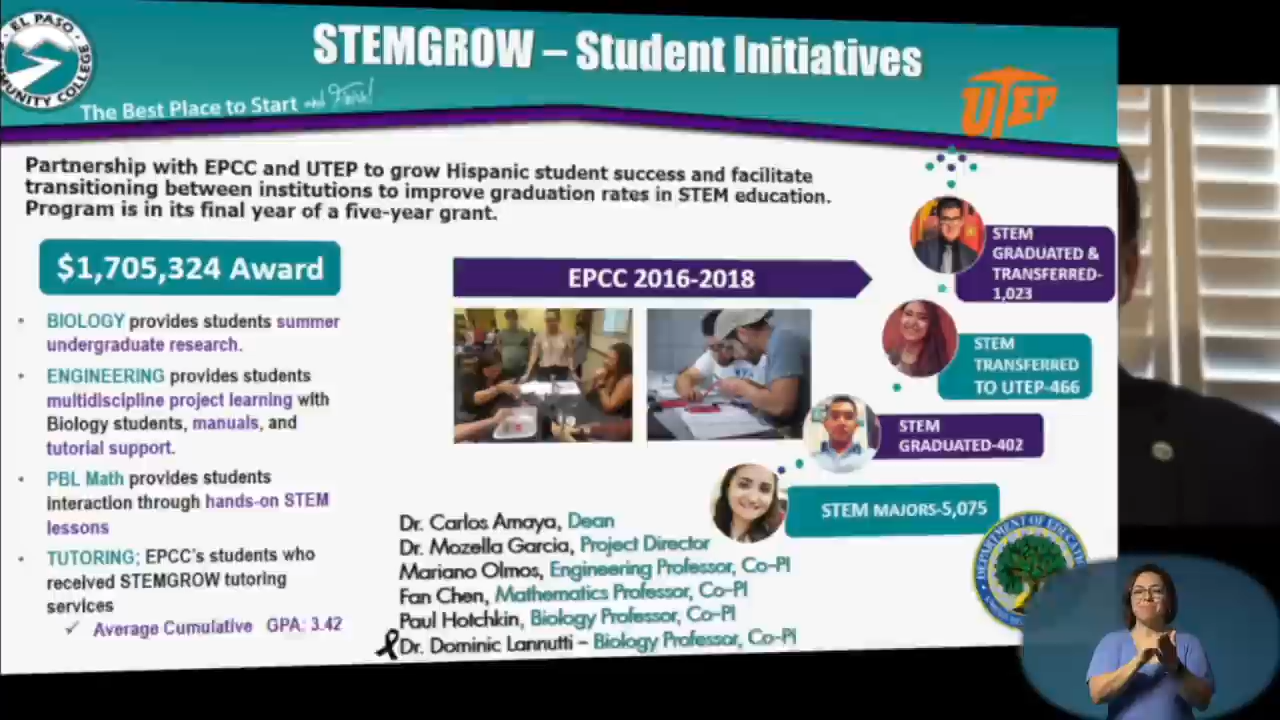 EL PASO
COMMUNITY COLLEGE
STEMGROW – Student Initiatives
The Best Place to Start and Finish!
UTEP
Partnership with EPCC and UTEP to grow Hispanic student success and facilitate
transitioning between institutions to improve graduation rates in STEM education.
Program is in its final year of a five-year grant.
$1,705,324 Award
• BIOLOGY provides students summer
undergraduate research.
• ENGINEERING provides students
multidiscipline project learning with
Biology students, manuals, and
tutorial support.
• PBL Math provides students
interaction through hands-on STEM
lessons
• TUTORING; EPCC's students who
received STEMGROW tutoring
services
✓ Average Cumulative GPA: 3.42
EPCC 2016-2018
STEM
GRADUATED &
TRANSFERRED-
1,023
STEM
TRANSFERRED
TO UTEP-466
STEM
GRADUATED-402
STEM MAJORS-5,075
Dr. Carlos Amaya, Dean
Dr. Mozella Garcia, Project Director
Mariano Olmos, Engineering Professor, Co-PI
Fan Chen, Mathematics Professor, Co-PI
Paul Hotchkin, Biology Professor, Co-PI
Dr. Dominic Lannutti – Biology Professor, Co-PI
DEPARTMENT OF EDUCATION